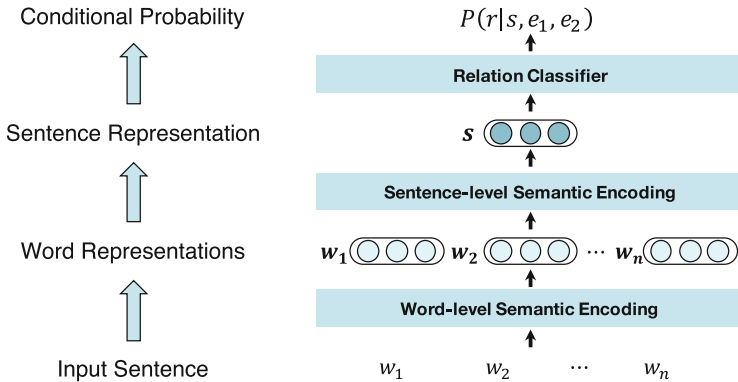 Conditional Probability P(r|s, e₁, e₂)
Relation Classifier
Sentence Representation s
Sentence-level Semantic Encoding
Word Representations w₁ w₂ ⋯ wₙ
Word-level Semantic Encoding
Input Sentence w₁ w₂ ⋯ wₙ